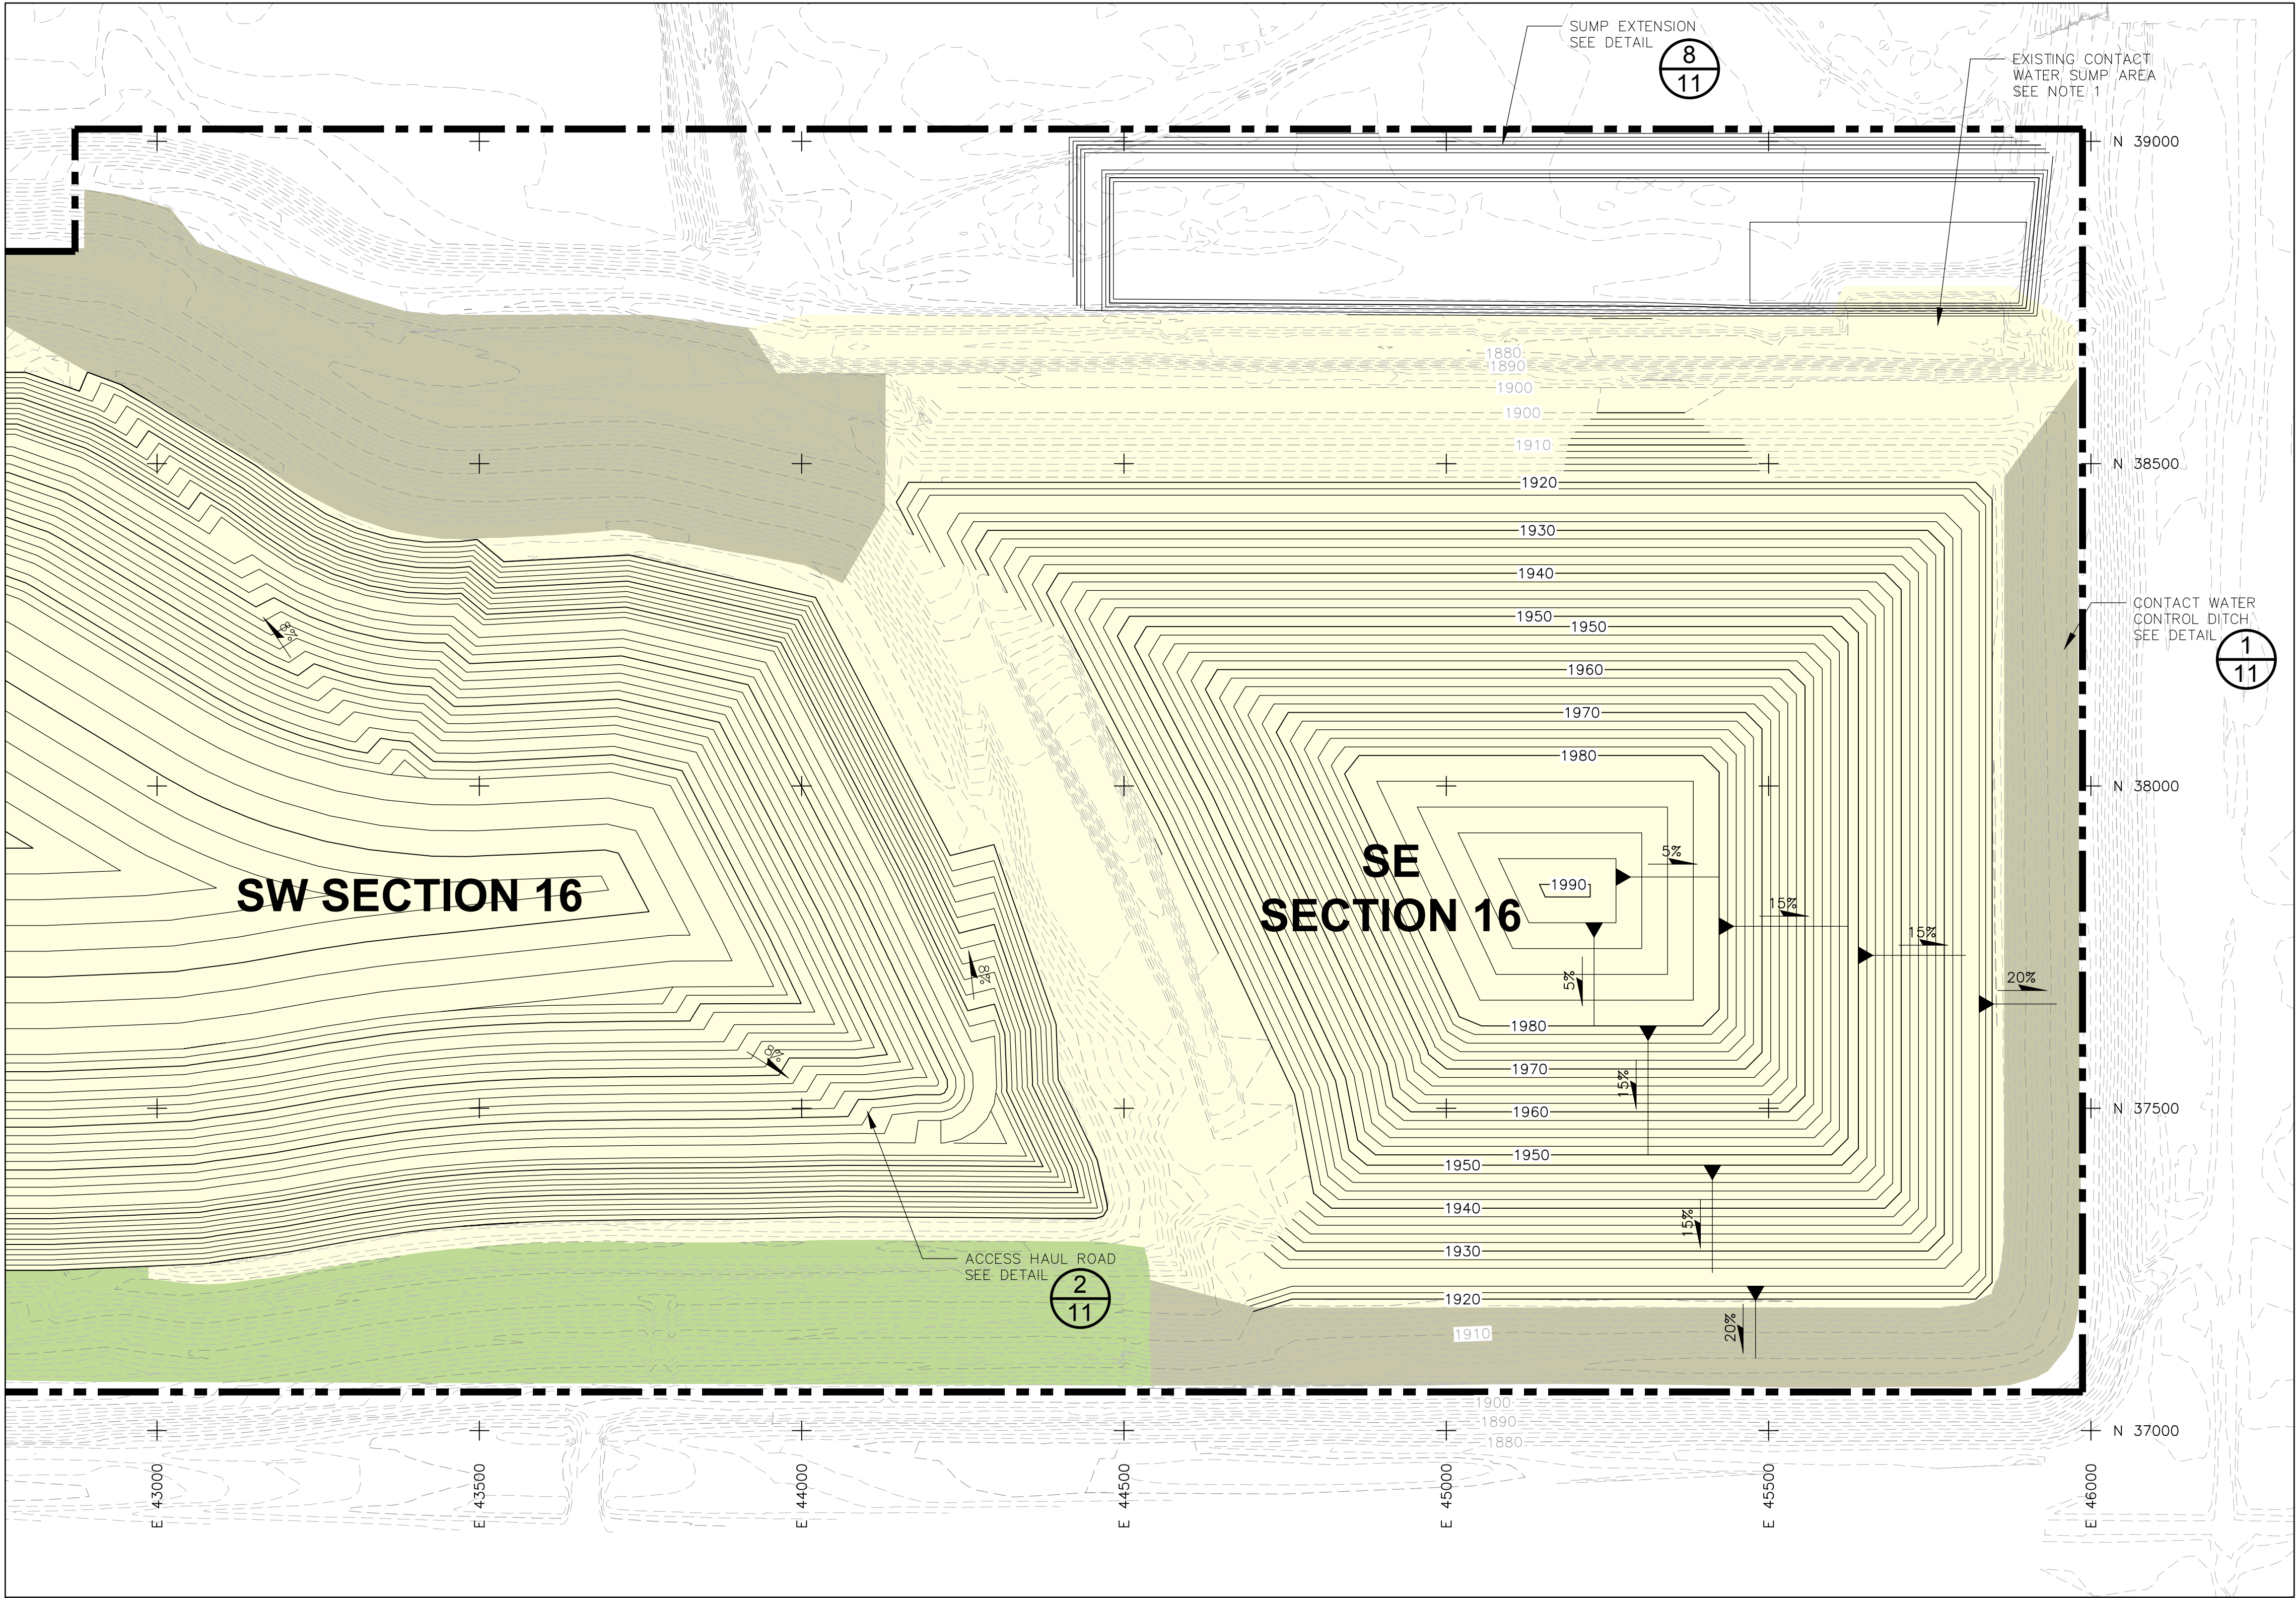 SUMP EXTENSION
SEE DETAIL
8
11
EXISTING CONTACT
WATER SUMP AREA
SEE NOTE 1
N 39000
1880
1890
1900
1900
1910
N 38500
1920
1930
1940
1950
1950
1960
1970
1980
CONTACT WATER
CONTROL DITCH
SEE DETAIL
1
11
8%
N 38000
SE
SECTION 16
SW SECTION 16
1990
5%
15%
15%
20%
5%
8%
8%
1980
1970
15%
1960
N 37500
1950
1950
1940
15%
1930
1920
20%
1910
ACCESS HAUL ROAD
SEE DETAIL
2
11
1900
1890
1880
N 37000
E 43000
E 43500
E 44000
E 44500
E 45000
E 45500
E 46000